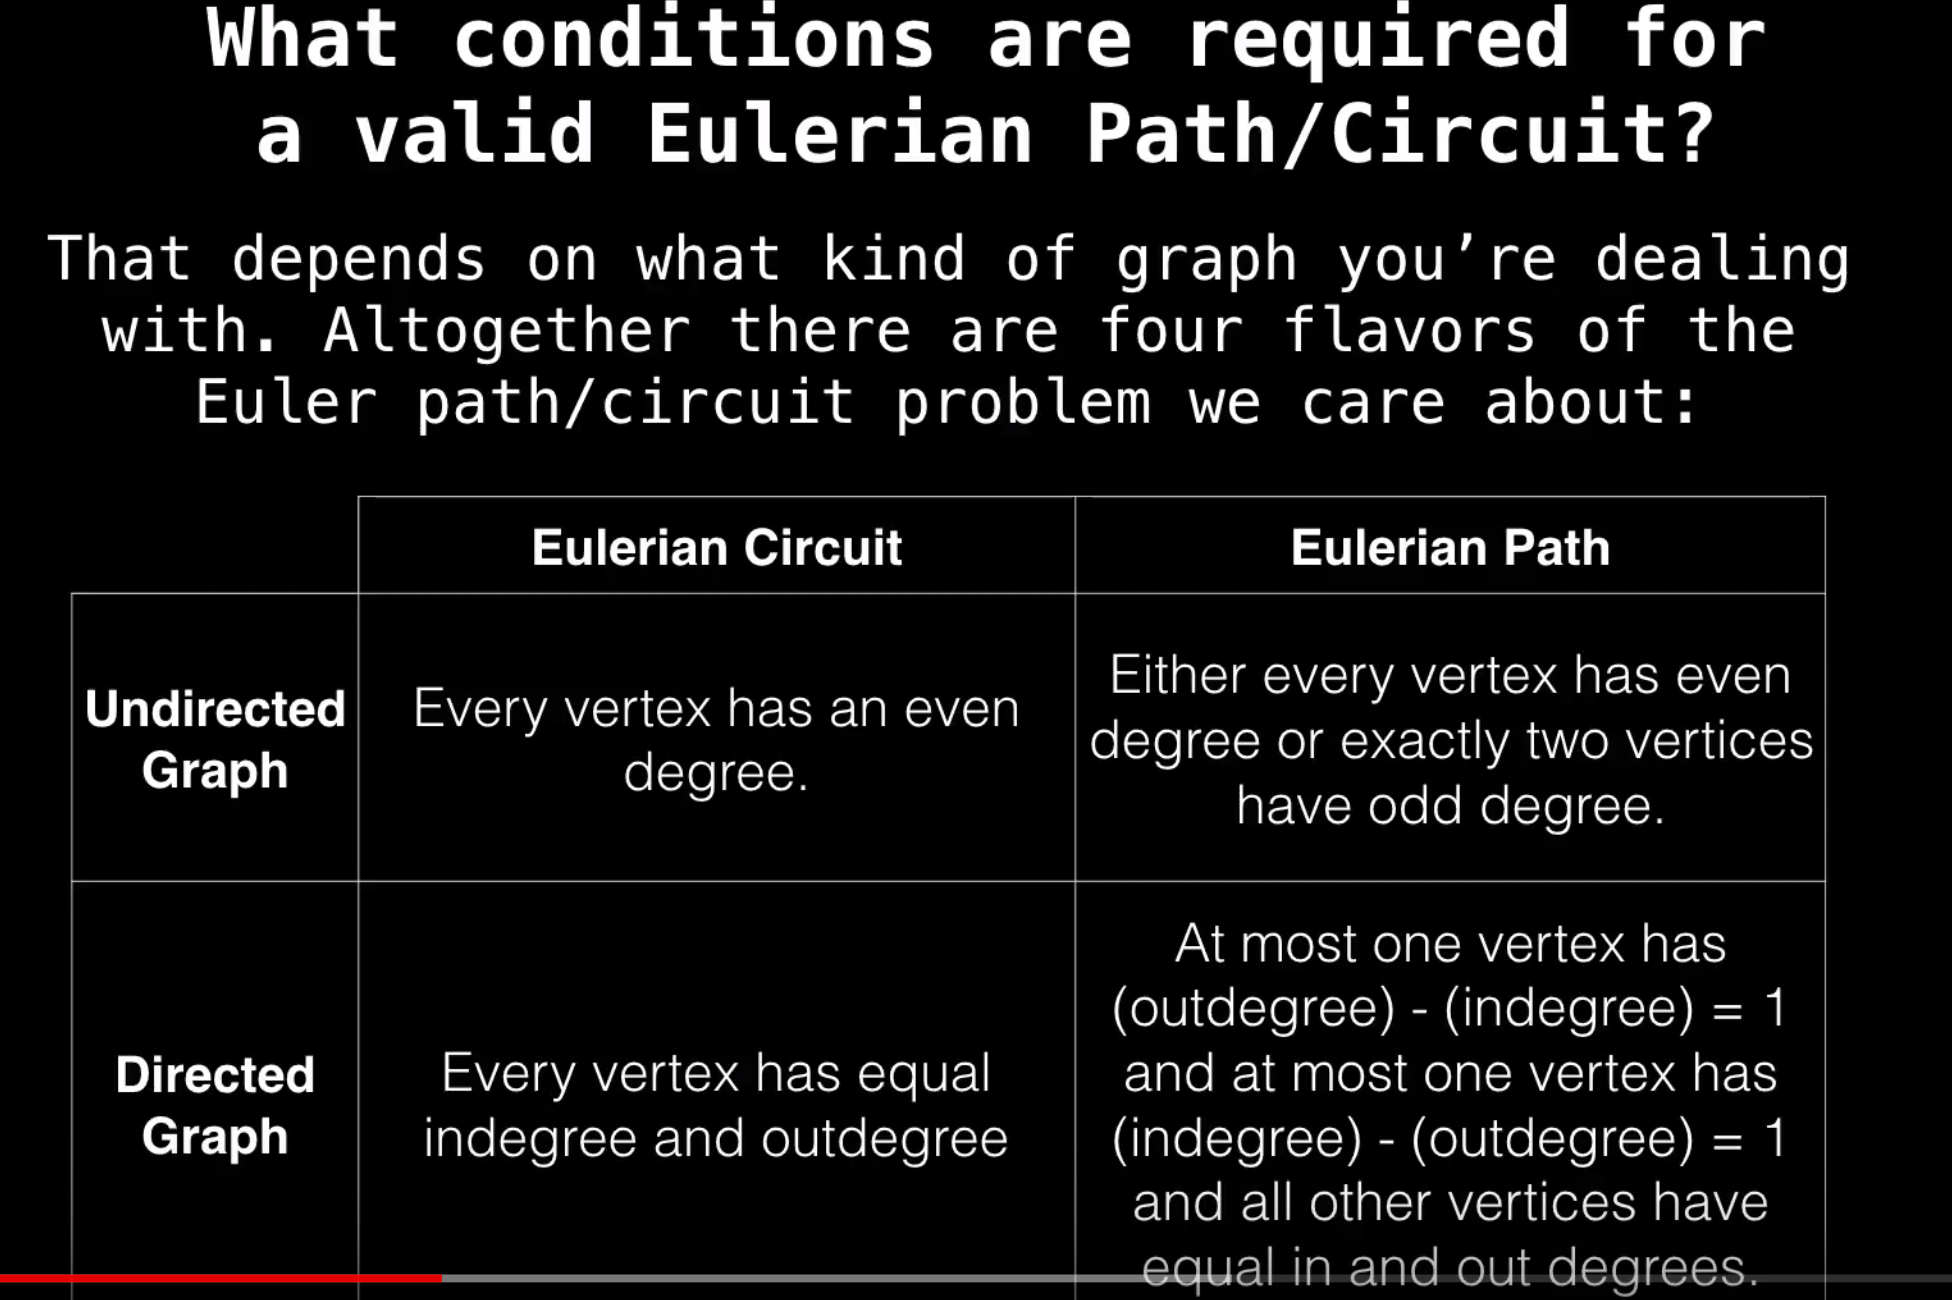 What conditions are required for
a valid Eulerian Path/Circuit?
That depends on what kind of graph you’re dealing
with. Altogether there are four flavors of the
Euler path/circuit problem we care about:
Eulerian Circuit
Eulerian Path
Undirected
Graph
Every vertex has an even
degree.
Either every vertex has even
degree or exactly two vertices
have odd degree.
Directed
Graph
Every vertex has equal
indegree and outdegree
At most one vertex has
(outdegree) - (indegree) = 1
and at most one vertex has
(indegree) - (outdegree) = 1
and all other vertices have
equal in and out degrees.